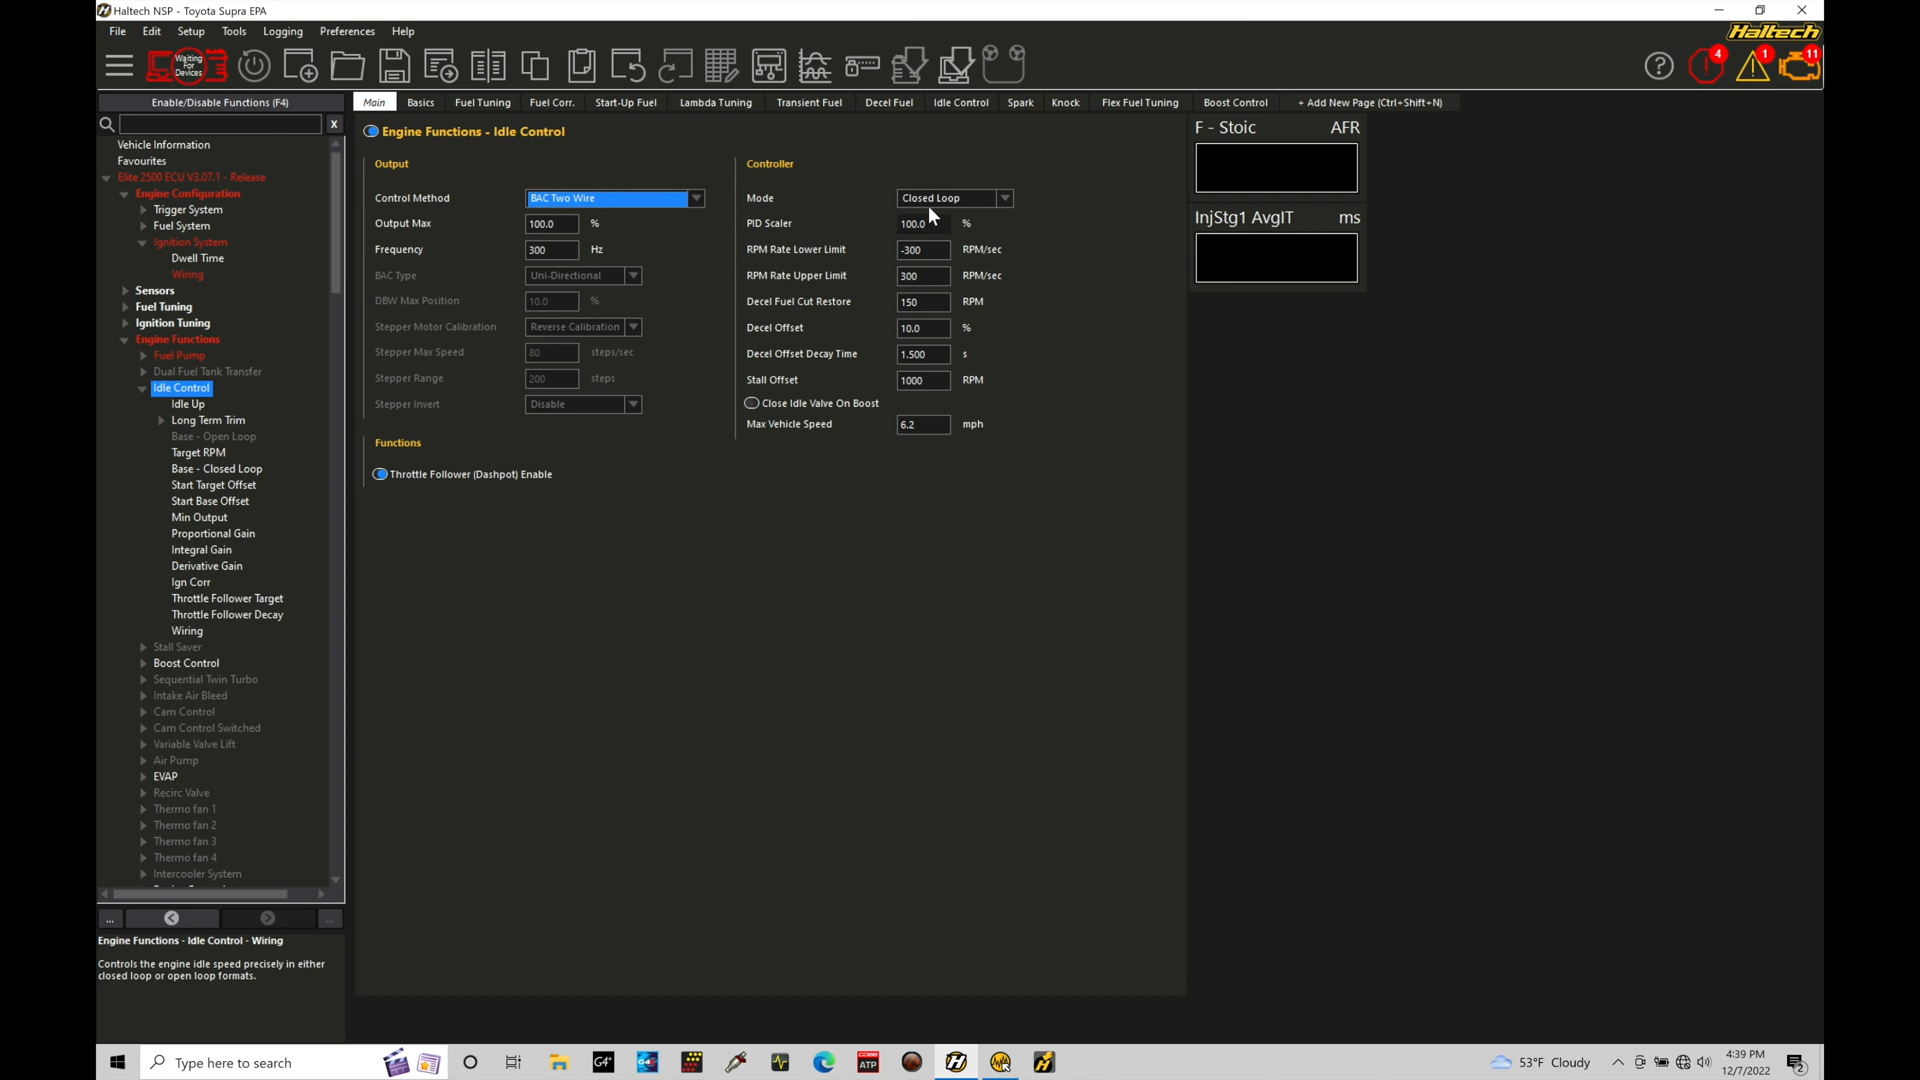 Haltech NSP - Toyota Supra EPA
File Edit Setup Tools Logging Preferences Help
Haltech
Waiting
For
Devices
4
1
11
Enable/Disable Functions (F4)
Main Basics Fuel Tuning Fuel Corr. Start-Up Fuel Lambda Tuning Transient Fuel Decel Fuel Idle Control Spark Knock Flex Fuel Tuning Boost Control + Add New Page (Ctrl+Shift+N)
X
Vehicle Information
Favourites
Elite 2500 ECU V3.07.1 - Release
Engine Configuration
Trigger System
Fuel System
Ignition System
Dwell Time
Wiring
Sensors
Fuel Tuning
Ignition Tuning
Engine Functions
Fuel Pump
Dual Fuel Tank Transfer
Idle Control
Idle Up
Long Term Trim
Base - Open Loop
Target RPM
Base - Closed Loop
Start Target Offset
Start Base Offset
Min Output
Proportional Gain
Integral Gain
Derivative Gain
Ign Corr
Throttle Follower Target
Throttle Follower Decay
Wiring
Stall Saver
Boost Control
Sequential Twin Turbo
Intake Air Bleed
Cam Control
Cam Control Switched
Variable Valve Lift
Air Pump
EVAP
Recirc Valve
Thermo fan 1
Thermo fan 2
Thermo fan 3
Thermo fan 4
Intercooler System
... ...
Engine Functions - Idle Control - Wiring
Controls the engine idle speed precisely in either
closed loop or open loop formats.
Engine Functions - Idle Control
Output
Control Method BAC Two Wire
Output Max 100.0 %
Frequency 300 Hz
BAC Type Uni-Directional
DBW Max Position 10.0 %
Stepper Motor Calibration Reverse Calibration
Stepper Max Speed 80 steps/sec
Stepper Range 200 steps
Stepper Invert Disable
Functions
Throttle Follower (Dashpot) Enable
Controller
Mode Closed Loop
PID Scaler 100.0 %
RPM Rate Lower Limit -300 RPM/sec
RPM Rate Upper Limit 300 RPM/sec
Decel Fuel Cut Restore 150 RPM
Decel Offset 10.0 %
Decel Offset Decay Time 1.500 s
Stall Offset 1000 RPM
Close Idle Valve On Boost
Max Vehicle Speed 6.2 mph
F - Stoic AFR
InjStg1 AvgIT ms
Type here to search
G4+
ATP
53°F Cloudy
4:39 PM
12/7/2022
2